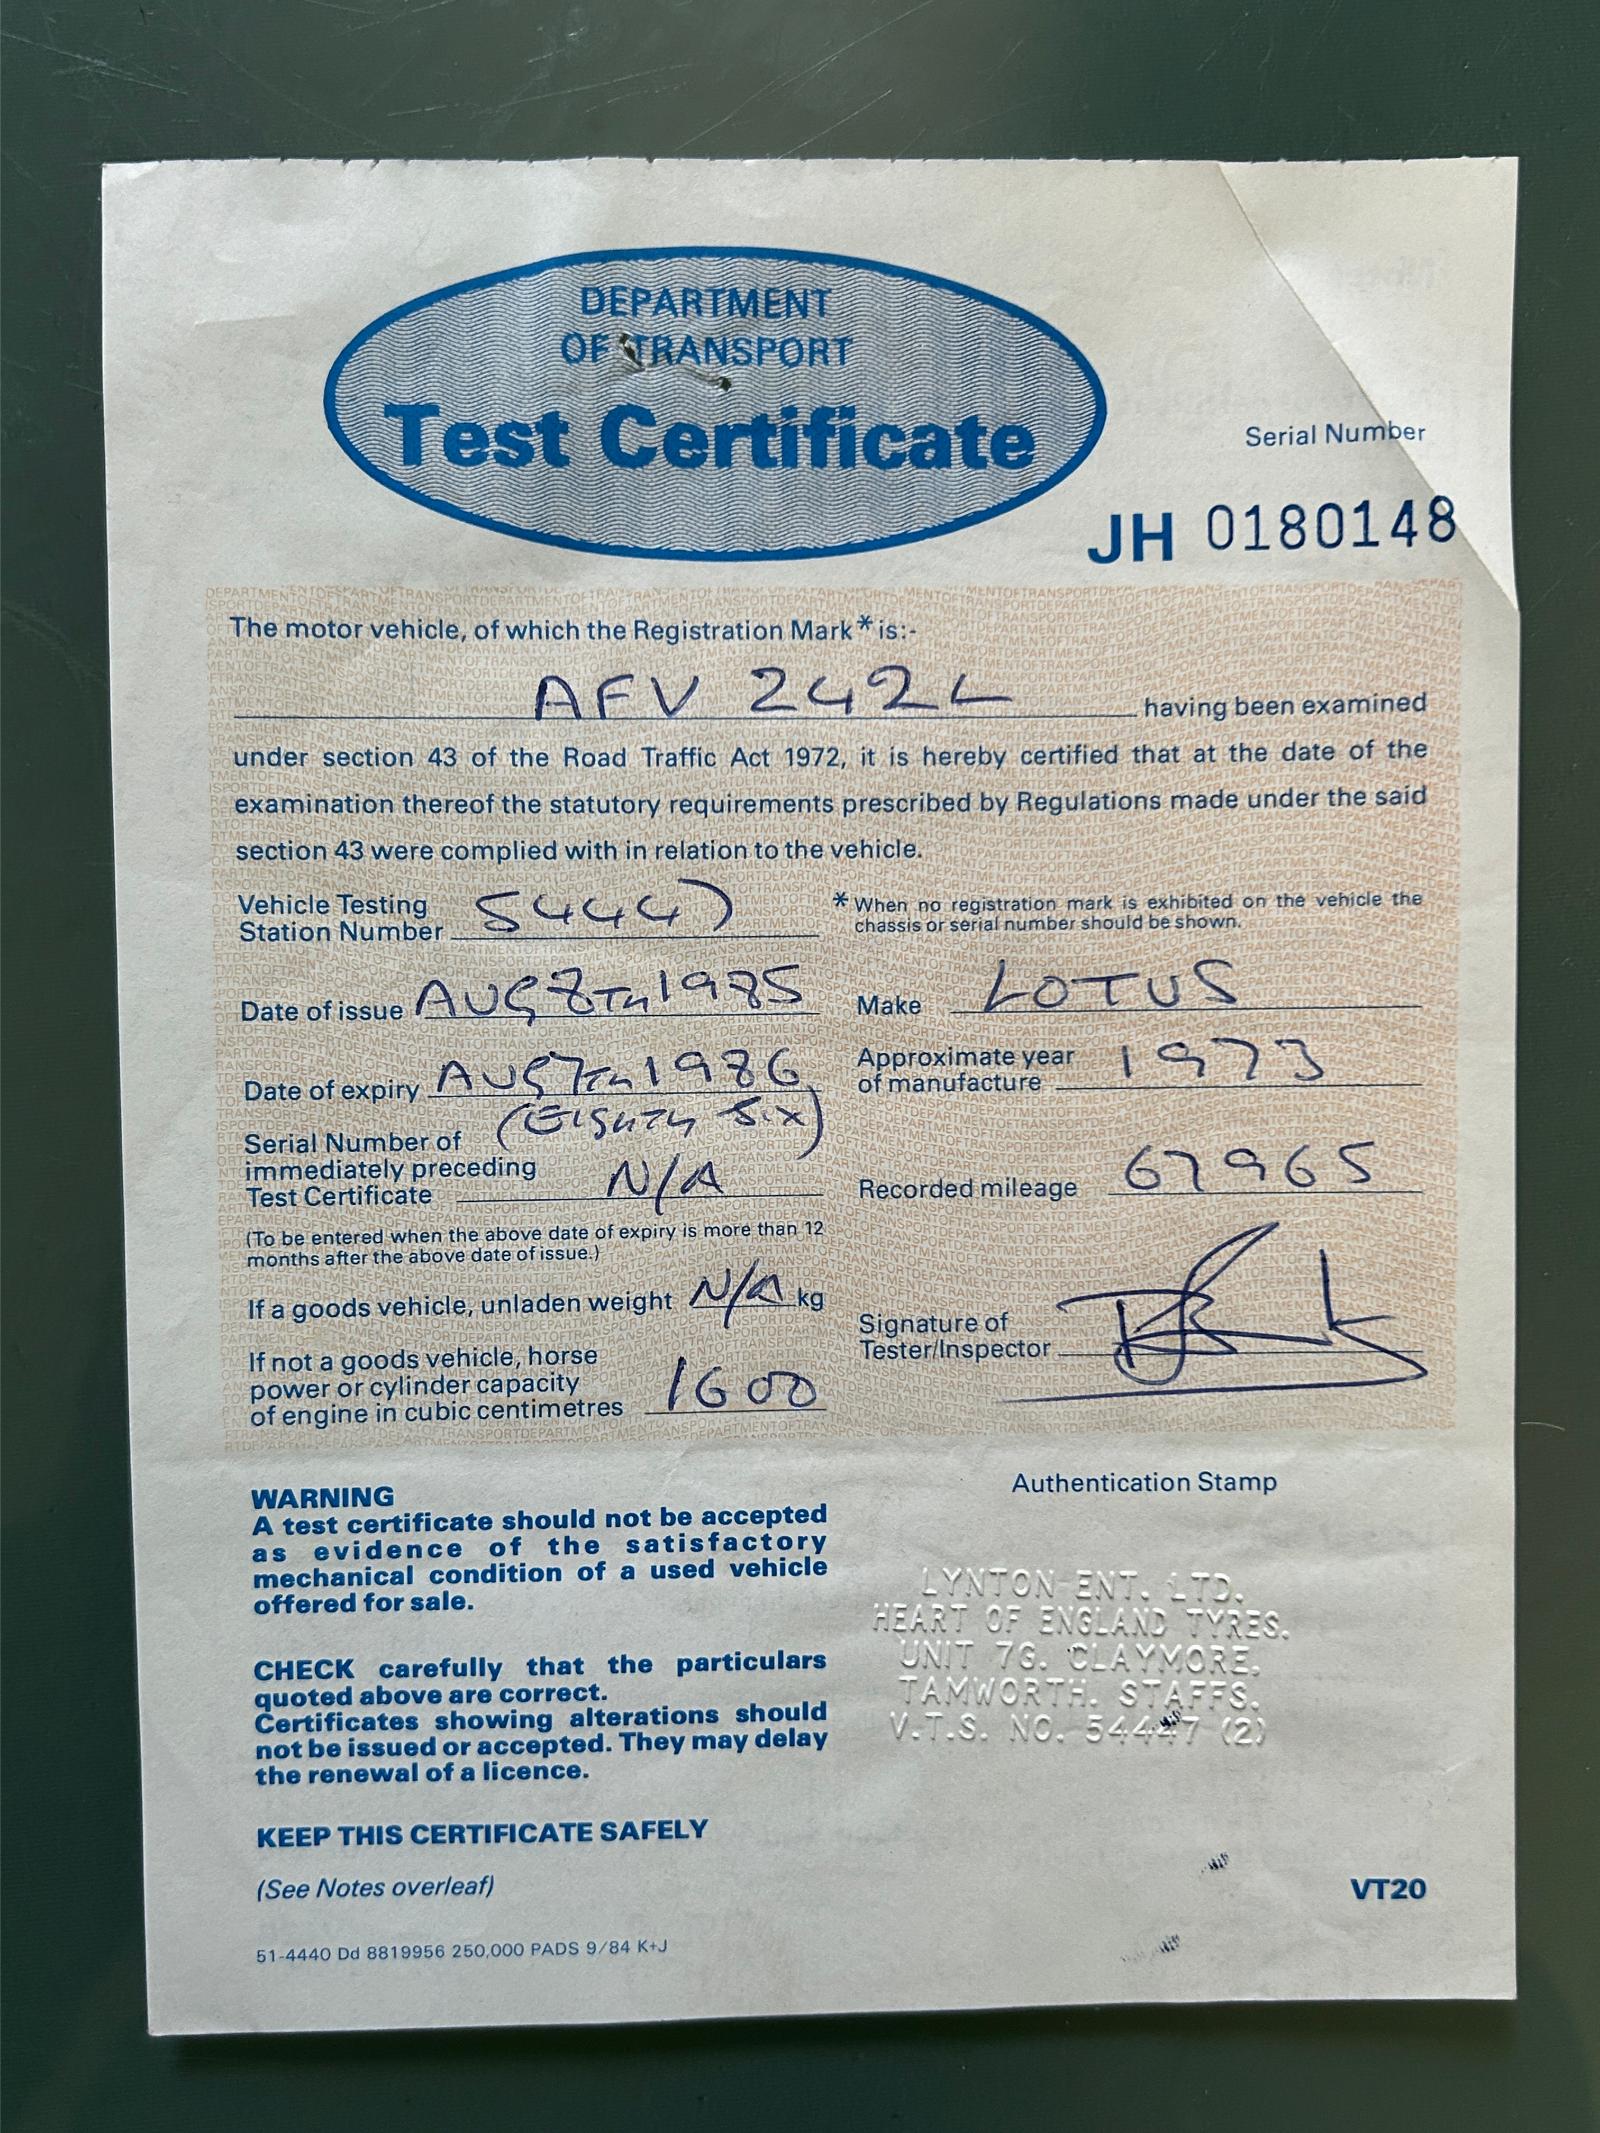 DEPARTMENT
OF TRANSPORT
Test Certificate
Serial Number
JH 0180148
The motor vehicle, of which the Registration Mark * is:-
AFV 242L having been examined
under section 43 of the Road Traffic Act 1972, it is hereby certified that at the date of the
examination thereof the statutory requirements prescribed by Regulations made under the said
section 43 were complied with in relation to the vehicle.
Vehicle Testing
Station Number 54447
* When no registration mark is exhibited on the vehicle the
chassis or serial number should be shown.
Date of issue AUG 8TH 1985
Make LOTUS
Date of expiry AUG 7TH 1986
(EIGHTY SIX)
Approximate year
of manufacture 1973
Serial Number of
immediately preceding
Test Certificate N/A
Recorded mileage 67965
(To be entered when the above date of expiry is more than 12
months after the above date of issue.)
If a goods vehicle, unladen weight N/A kg
Signature of
Tester/Inspector
If not a goods vehicle, horse
power or cylinder capacity
of engine in cubic centimetres 1600
WARNING
A test certificate should not be accepted
as evidence of the satisfactory
mechanical condition of a used vehicle
offered for sale.
CHECK carefully that the particulars
quoted above are correct.
Certificates showing alterations should
not be issued or accepted. They may delay
the renewal of a licence.
KEEP THIS CERTIFICATE SAFELY
(See Notes overleaf)
51-4440 Dd 8819956 250,000 PADS 9/84 K+J
Authentication Stamp
LYNTON ENT. LTD.
HEART OF ENGLAND TYRES.
UNIT 7G. CLAYMORE,
TAMWORTH. STAFFS.
V.T.S. NO. 54447 (2)
VT20